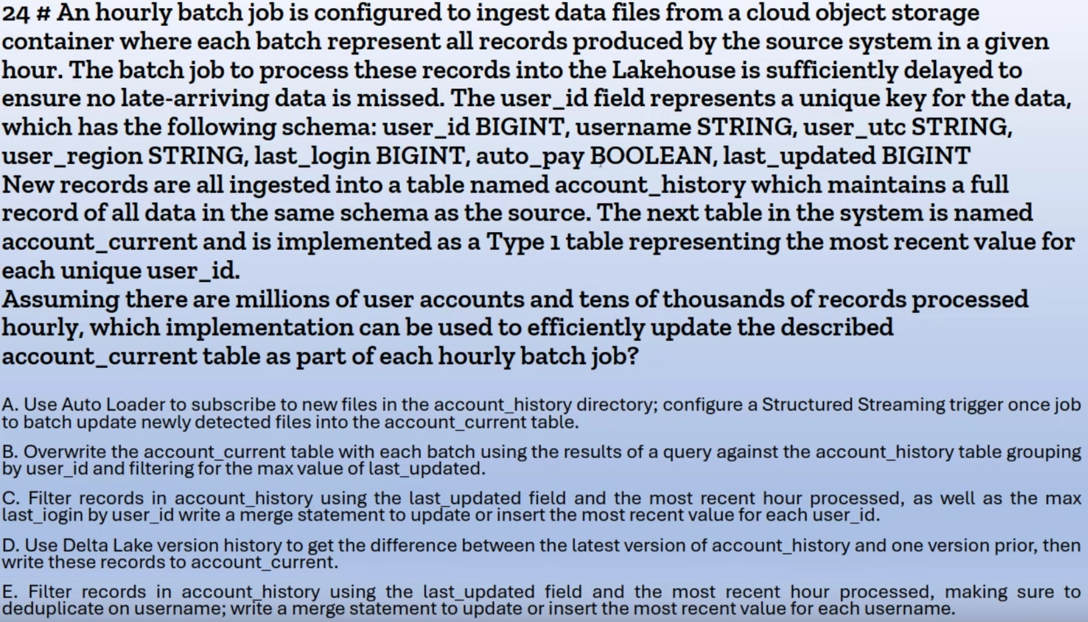 24 # An hourly batch job is configured to ingest data files from a cloud object storage
container where each batch represent all records produced by the source system in a given
hour. The batch job to process these records into the Lakehouse is sufficiently delayed to
ensure no late-arriving data is missed. The user_id field represents a unique key for the data,
which has the following schema: user_id BIGINT, username STRING, user_utc STRING,
user_region STRING, last_login BIGINT, auto_pay BOOLEAN, last_updated BIGINT
New records are all ingested into a table named account_history which maintains a full
record of all data in the same schema as the source. The next table in the system is named
account_current and is implemented as a Type 1 table representing the most recent value for
each unique user_id.
Assuming there are millions of user accounts and tens of thousands of records processed
hourly, which implementation can be used to efficiently update the described
account_current table as part of each hourly batch job?
A. Use Auto Loader to subscribe to new files in the account_history directory; configure a Structured Streaming trigger once job
to batch update newly detected files into the account_current table.
B. Overwrite the account_current table with each batch using the results of a query against the account_history table grouping
by user_id and filtering for the max value of last_updated.
C. Filter records in account_history using the last_updated field and the most recent hour processed, as well as the max
last_iogin by user_id write a merge statement to update or insert the most recent value for each user_id.
D. Use Delta Lake version history to get the difference between the latest version of account_history and one version prior, then
write these records to account_current.
E. Filter records in account_history using the last_updated field and the most recent hour processed, making sure to
deduplicate on username; write a merge statement to update or insert the most recent value for each username.